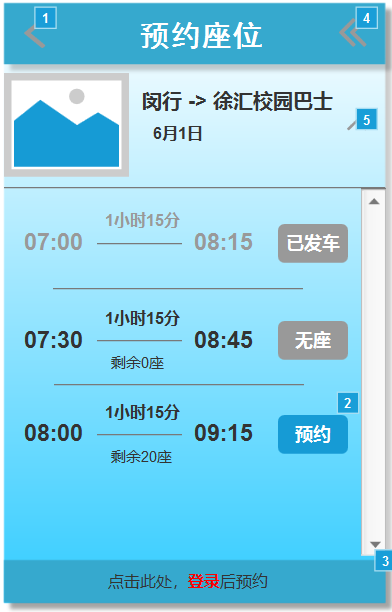 1
预约座位
4
闵行 -> 徐汇校园巴士
6月1日
5
1小时15分
07:00 08:15 已发车
1小时15分
07:30 08:45 无座
剩余0座
2
1小时15分
08:00 09:15 预约
剩余20座
3
点击此处，登录后预约